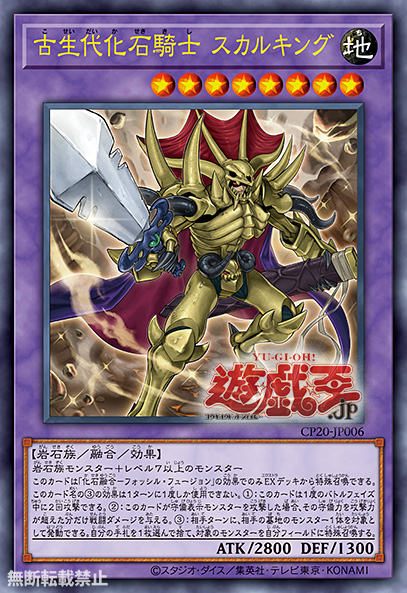 古生代化石騎士 スカルキング
地
YU-GI-OH!
遊戯王.jp
CP20-JP006
【岩石族／融合／効果】
岩石族モンスター＋レベル7以上のモンスター
このカードは「化石融合－フォッシル・フュージョン」の効果でのみEXデッキから特殊召喚できる。
このカード名の③の効果は1ターンに1度しか使用できない。①：このカードは1度のバトルフェイズ
中に2回攻撃できる。②：このカードが守備表示モンスターを攻撃した場合、その守備力を攻撃力
が超えた分だけ戦闘ダメージを与える。③：相手ターンに、相手の墓地のモンスター1体を対象と
して発動できる。自分の手札を1枚選んで捨て、対象のモンスターを自分フィールドに特殊召喚する。
ATK/2800 DEF/1300
無断転載禁止
©スタジオ・ダイス／集英社・テレビ東京・KONAMI